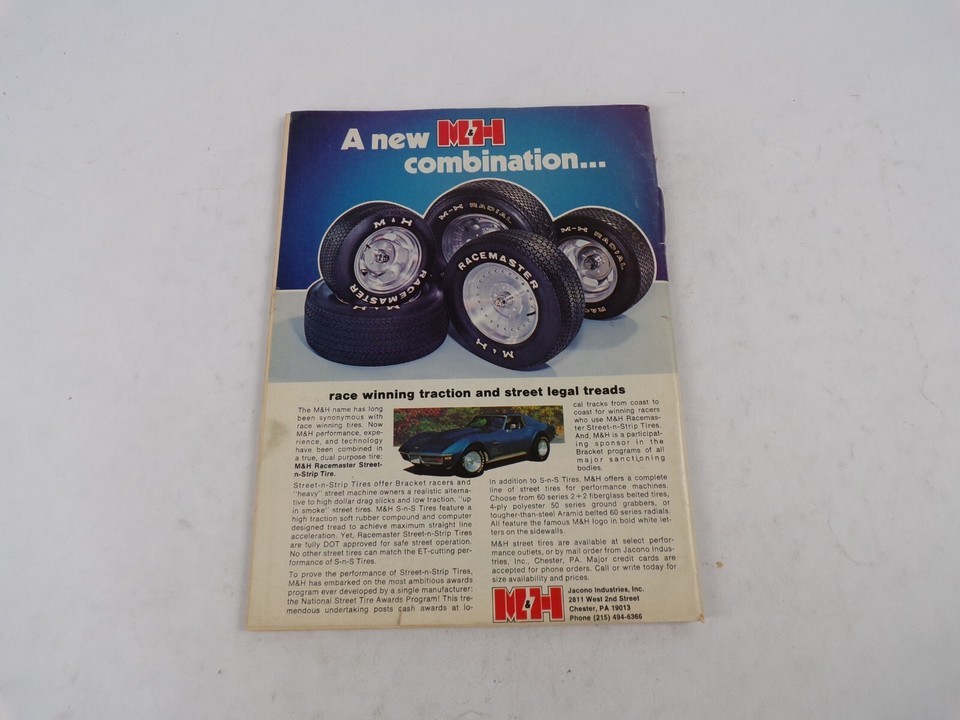 A new M&H
combination...
M & H
RACEMASTER
M & H
M-H RADIAL
RACEMASTER
M & H
M-H RADIAL
RADIAL
race winning traction and street legal treads
The M&H name has long
been synonymous with
race winning tires. Now
M&H performance, expe-
rience, and technology
have been combined in
a true, dual purpose tire:
M&H Racemaster Street-
n-Strip Tire.
Street-n-Strip Tires offer Bracket racers and
"heavy" street machine owners a realistic alterna-
tive to high dollar drag slicks and low traction, "up
in smoke" street tires. M&H S-n-S Tires feature a
high traction soft rubber compound and computer
designed tread to achieve maximum straight line
acceleration. Yet, Racemaster Street-n-Strip Tires
are fully DOT approved for safe street operation.
No other street tires can match the ET-cutting per-
formance of S-n-S Tires.
To prove the performance of Street-n-Strip Tires,
M&H has embarked on the most ambitious awards
program ever developed by a single manufacturer:
the National Street Tire Awards Program! This tre-
mendous undertaking posts cash awards at lo-
cal tracks from coast to
coast for winning racers
who use M&H Racemas-
ter Street-n-Strip Tires.
And, M&H is a participat-
ing sponsor in the
Bracket programs of all
major sanctioning
bodies.
In addition to S-n-S Tires, M&H offers a complete
line of street tires for performance machines.
Choose from 60 series 2+2 fiberglass belted tires,
4-ply polyester 50 series ground grabbers, or
tougher-than-steel Aramid belted 60 series radials.
All feature the famous M&H logo in bold white let-
ters on the sidewalls.
M&H street tires are available at select perfor-
mance outlets, or by mail order from Jacono Indus-
tries, Inc., Chester, PA. Major credit cards are
accepted for phone orders. Call or write today for
size availability and prices.
M&H
Jacono Industries, Inc.
2811 West 2nd Street
Chester, PA 19013
Phone (215) 494-6366